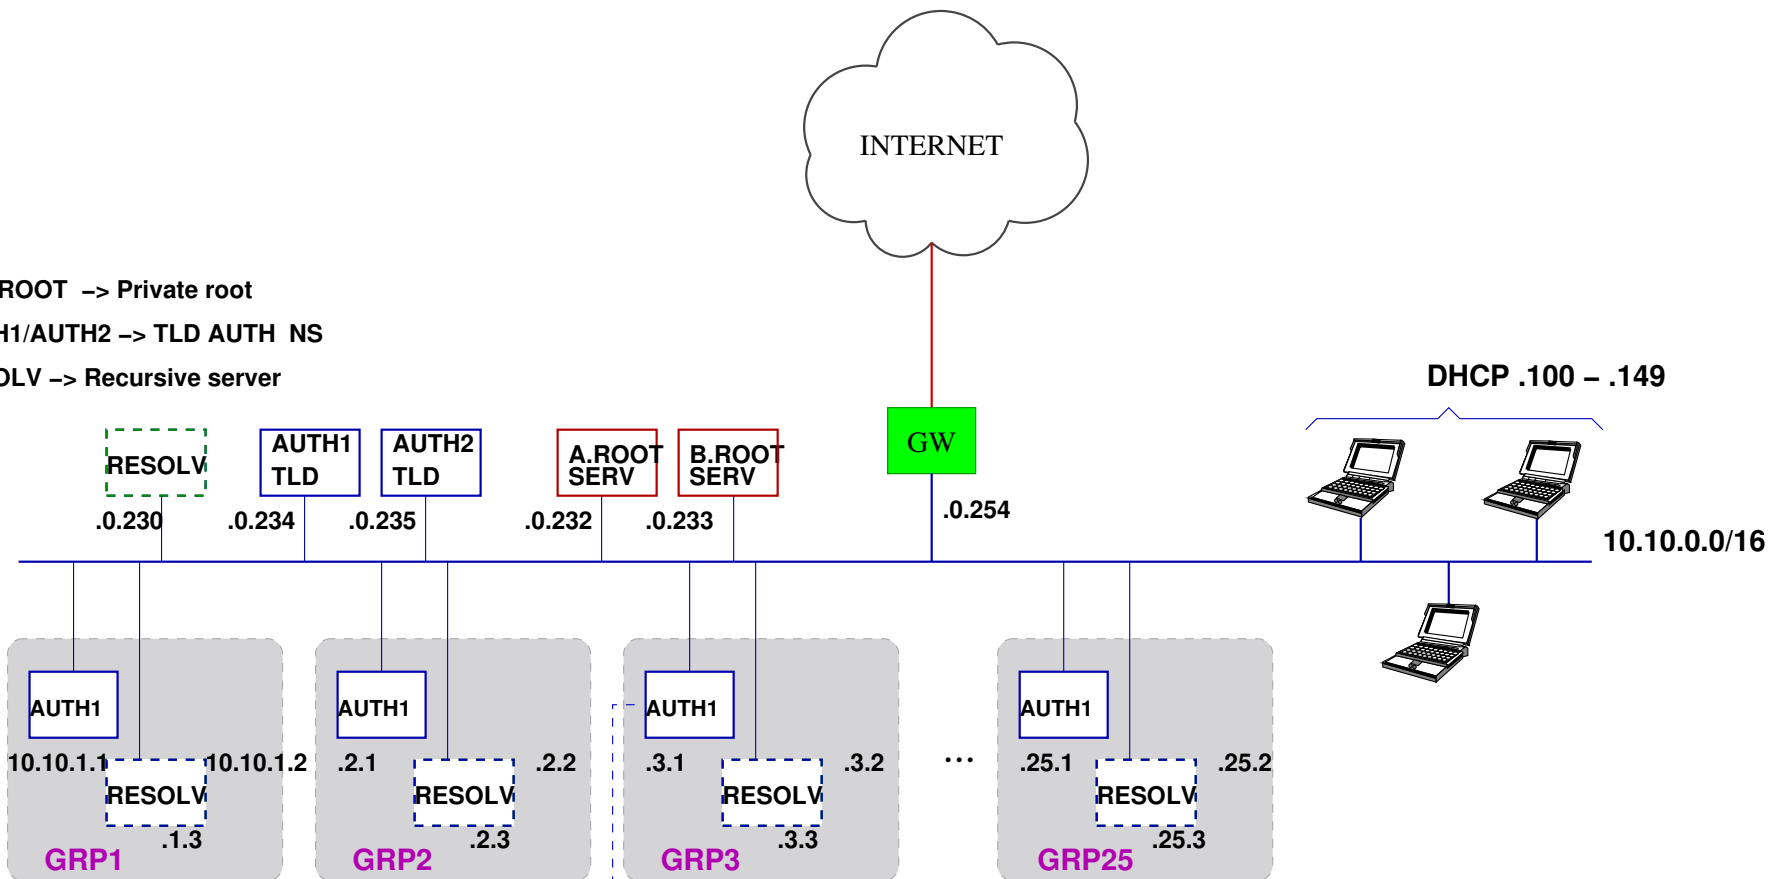 INTERNET
ROOT –> Private root
H1/AUTH2 –> TLD AUTH NS
OLV –> Recursive server
DHCP .100 – .149
RESOLV
AUTH1
TLD
AUTH2
TLD
A.ROOT
SERV
B.ROOT
SERV
GW
.0.230
.0.234
.0.235
.0.232
.0.233
.0.254
10.10.0.0/16
AUTH1
AUTH1
AUTH1
AUTH1
10.10.1.1
10.10.1.2
.2.1
.2.2
.3.1
.3.2
...
.25.1
.25.2
RESOLV
RESOLV
RESOLV
RESOLV
.1.3
.2.3
.3.3
.25.3
GRP1
GRP2
GRP3
GRP25